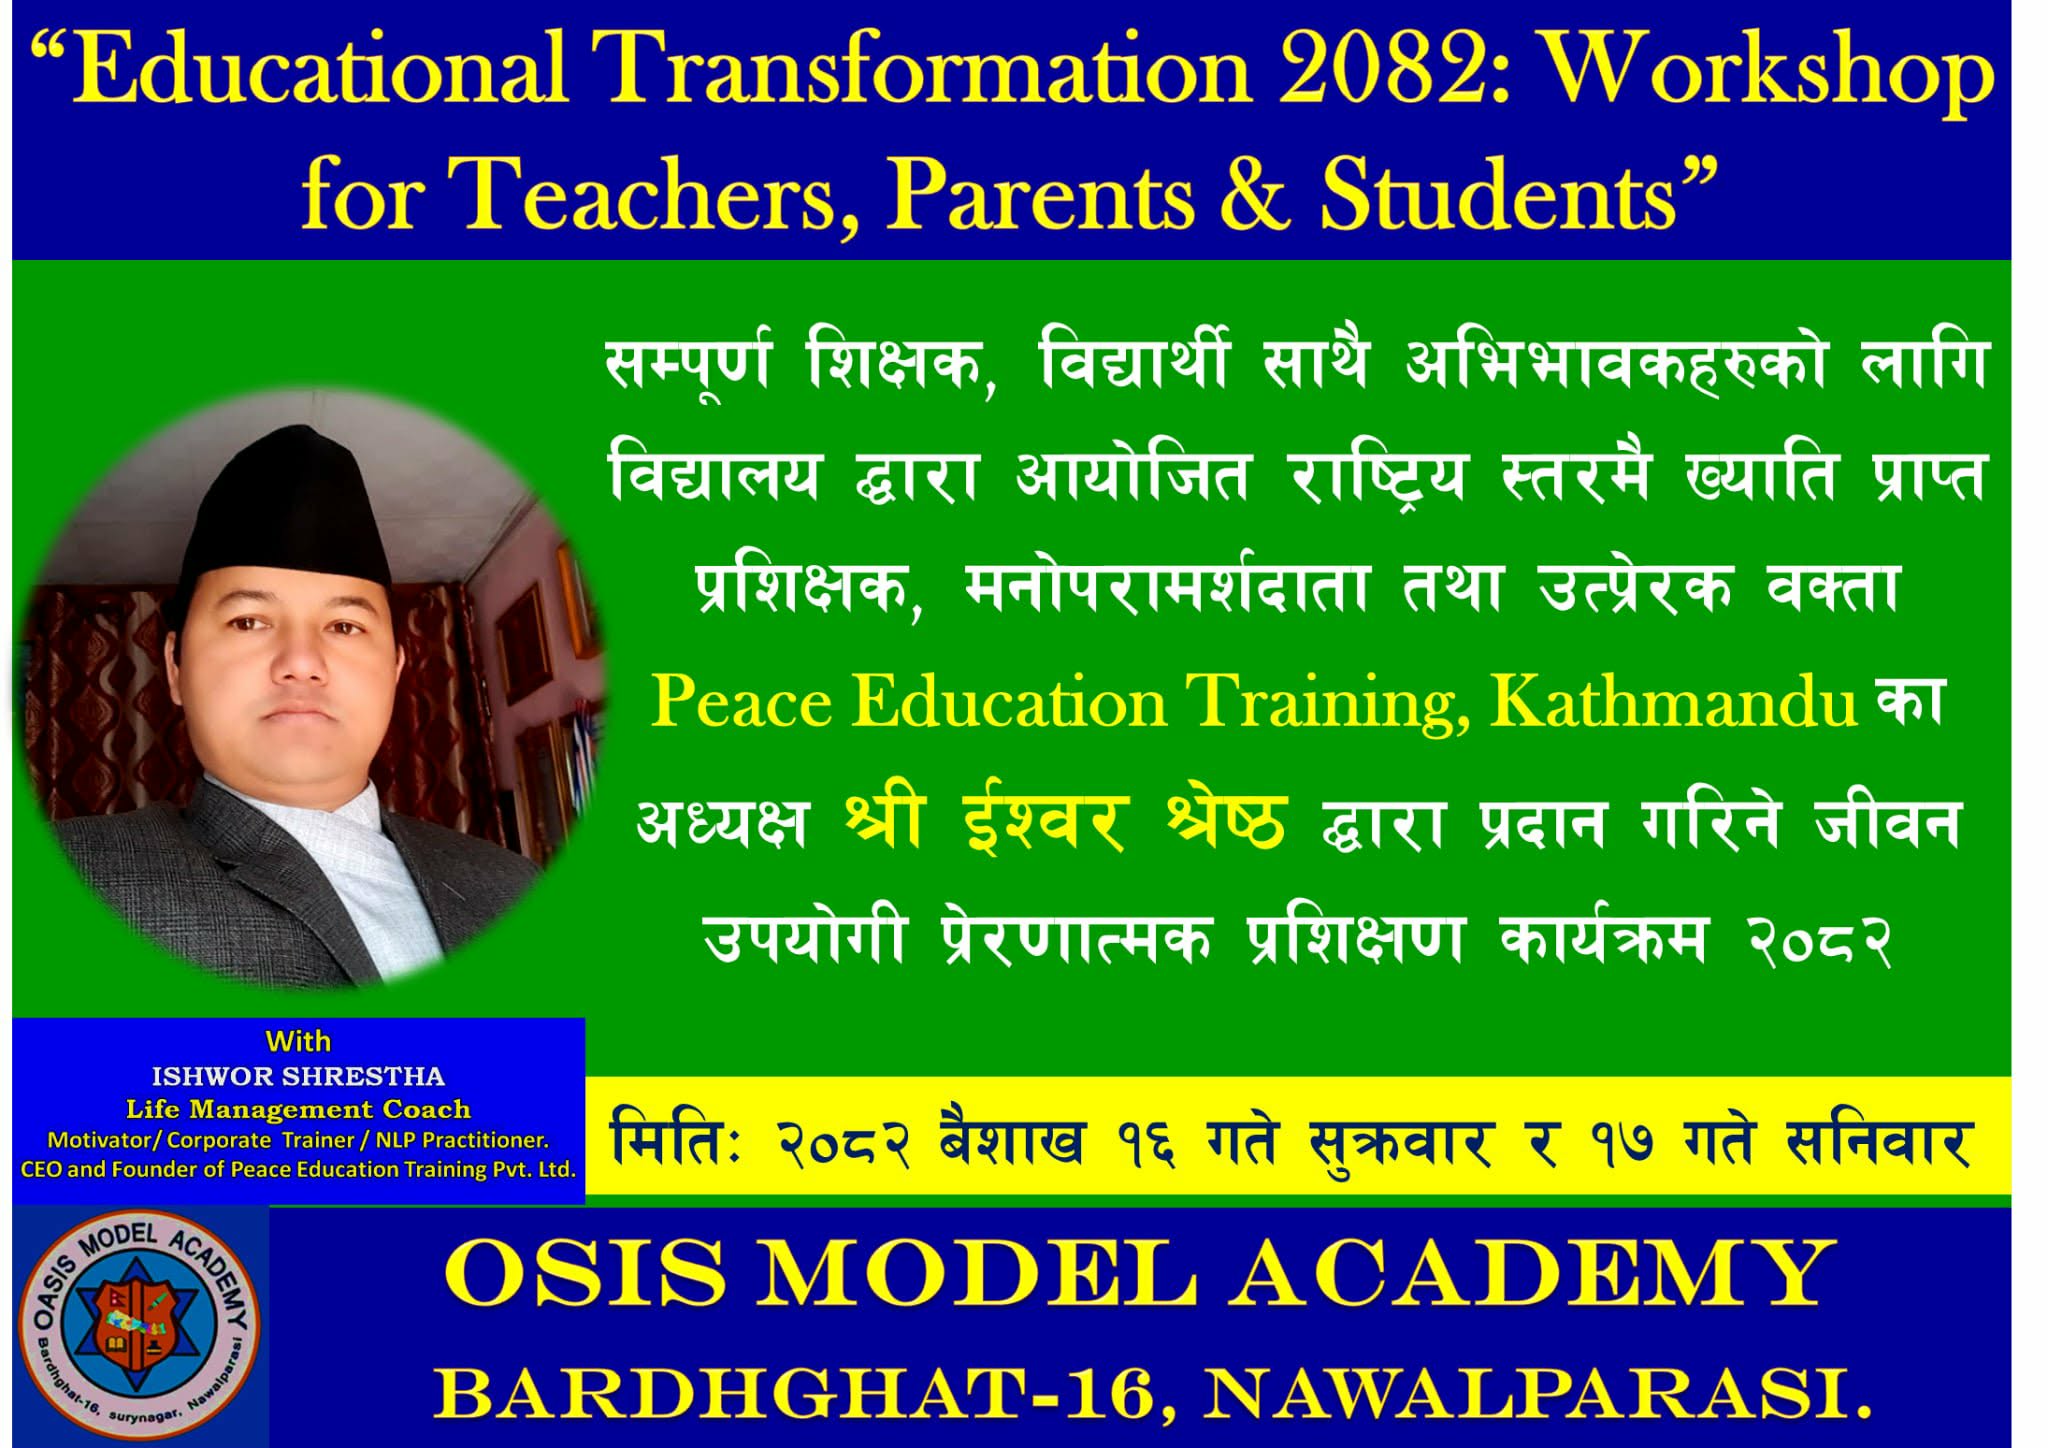 “Educational Transformation 2082: Workshop
for Teachers, Parents & Students”
सम्पूर्ण शिक्षक, विद्यार्थी साथै अभिभावकहरुको लागि
विद्यालय द्धारा आयोजित राष्ट्रिय स्तरमै ख्याति प्राप्त
प्रशिक्षक, मनोपरामर्शदाता तथा उत्प्रेरक वक्ता
Peace Education Training, Kathmandu का
अध्यक्ष श्री ईश्वर श्रेष्ठ द्धारा प्रदान गरिने जीवन
उपयोगी प्रेरणात्मक प्रशिक्षण कार्यक्रम २०८२
With
ISHWOR SHRESTHA
Life Management Coach
Motivator/ Corporate Trainer / NLP Practitioner.
CEO and Founder of Peace Education Training Pvt. Ltd.
मितिः २०८२ बैशाख १६ गते सुक्रवार र १७ गते सनिवार
OASIS MODEL ACADEMY
Bardhghat-16, surynagar, Nawalparasi
OSIS MODEL ACADEMY
BARDHGHAT-16, NAWALPARASI.